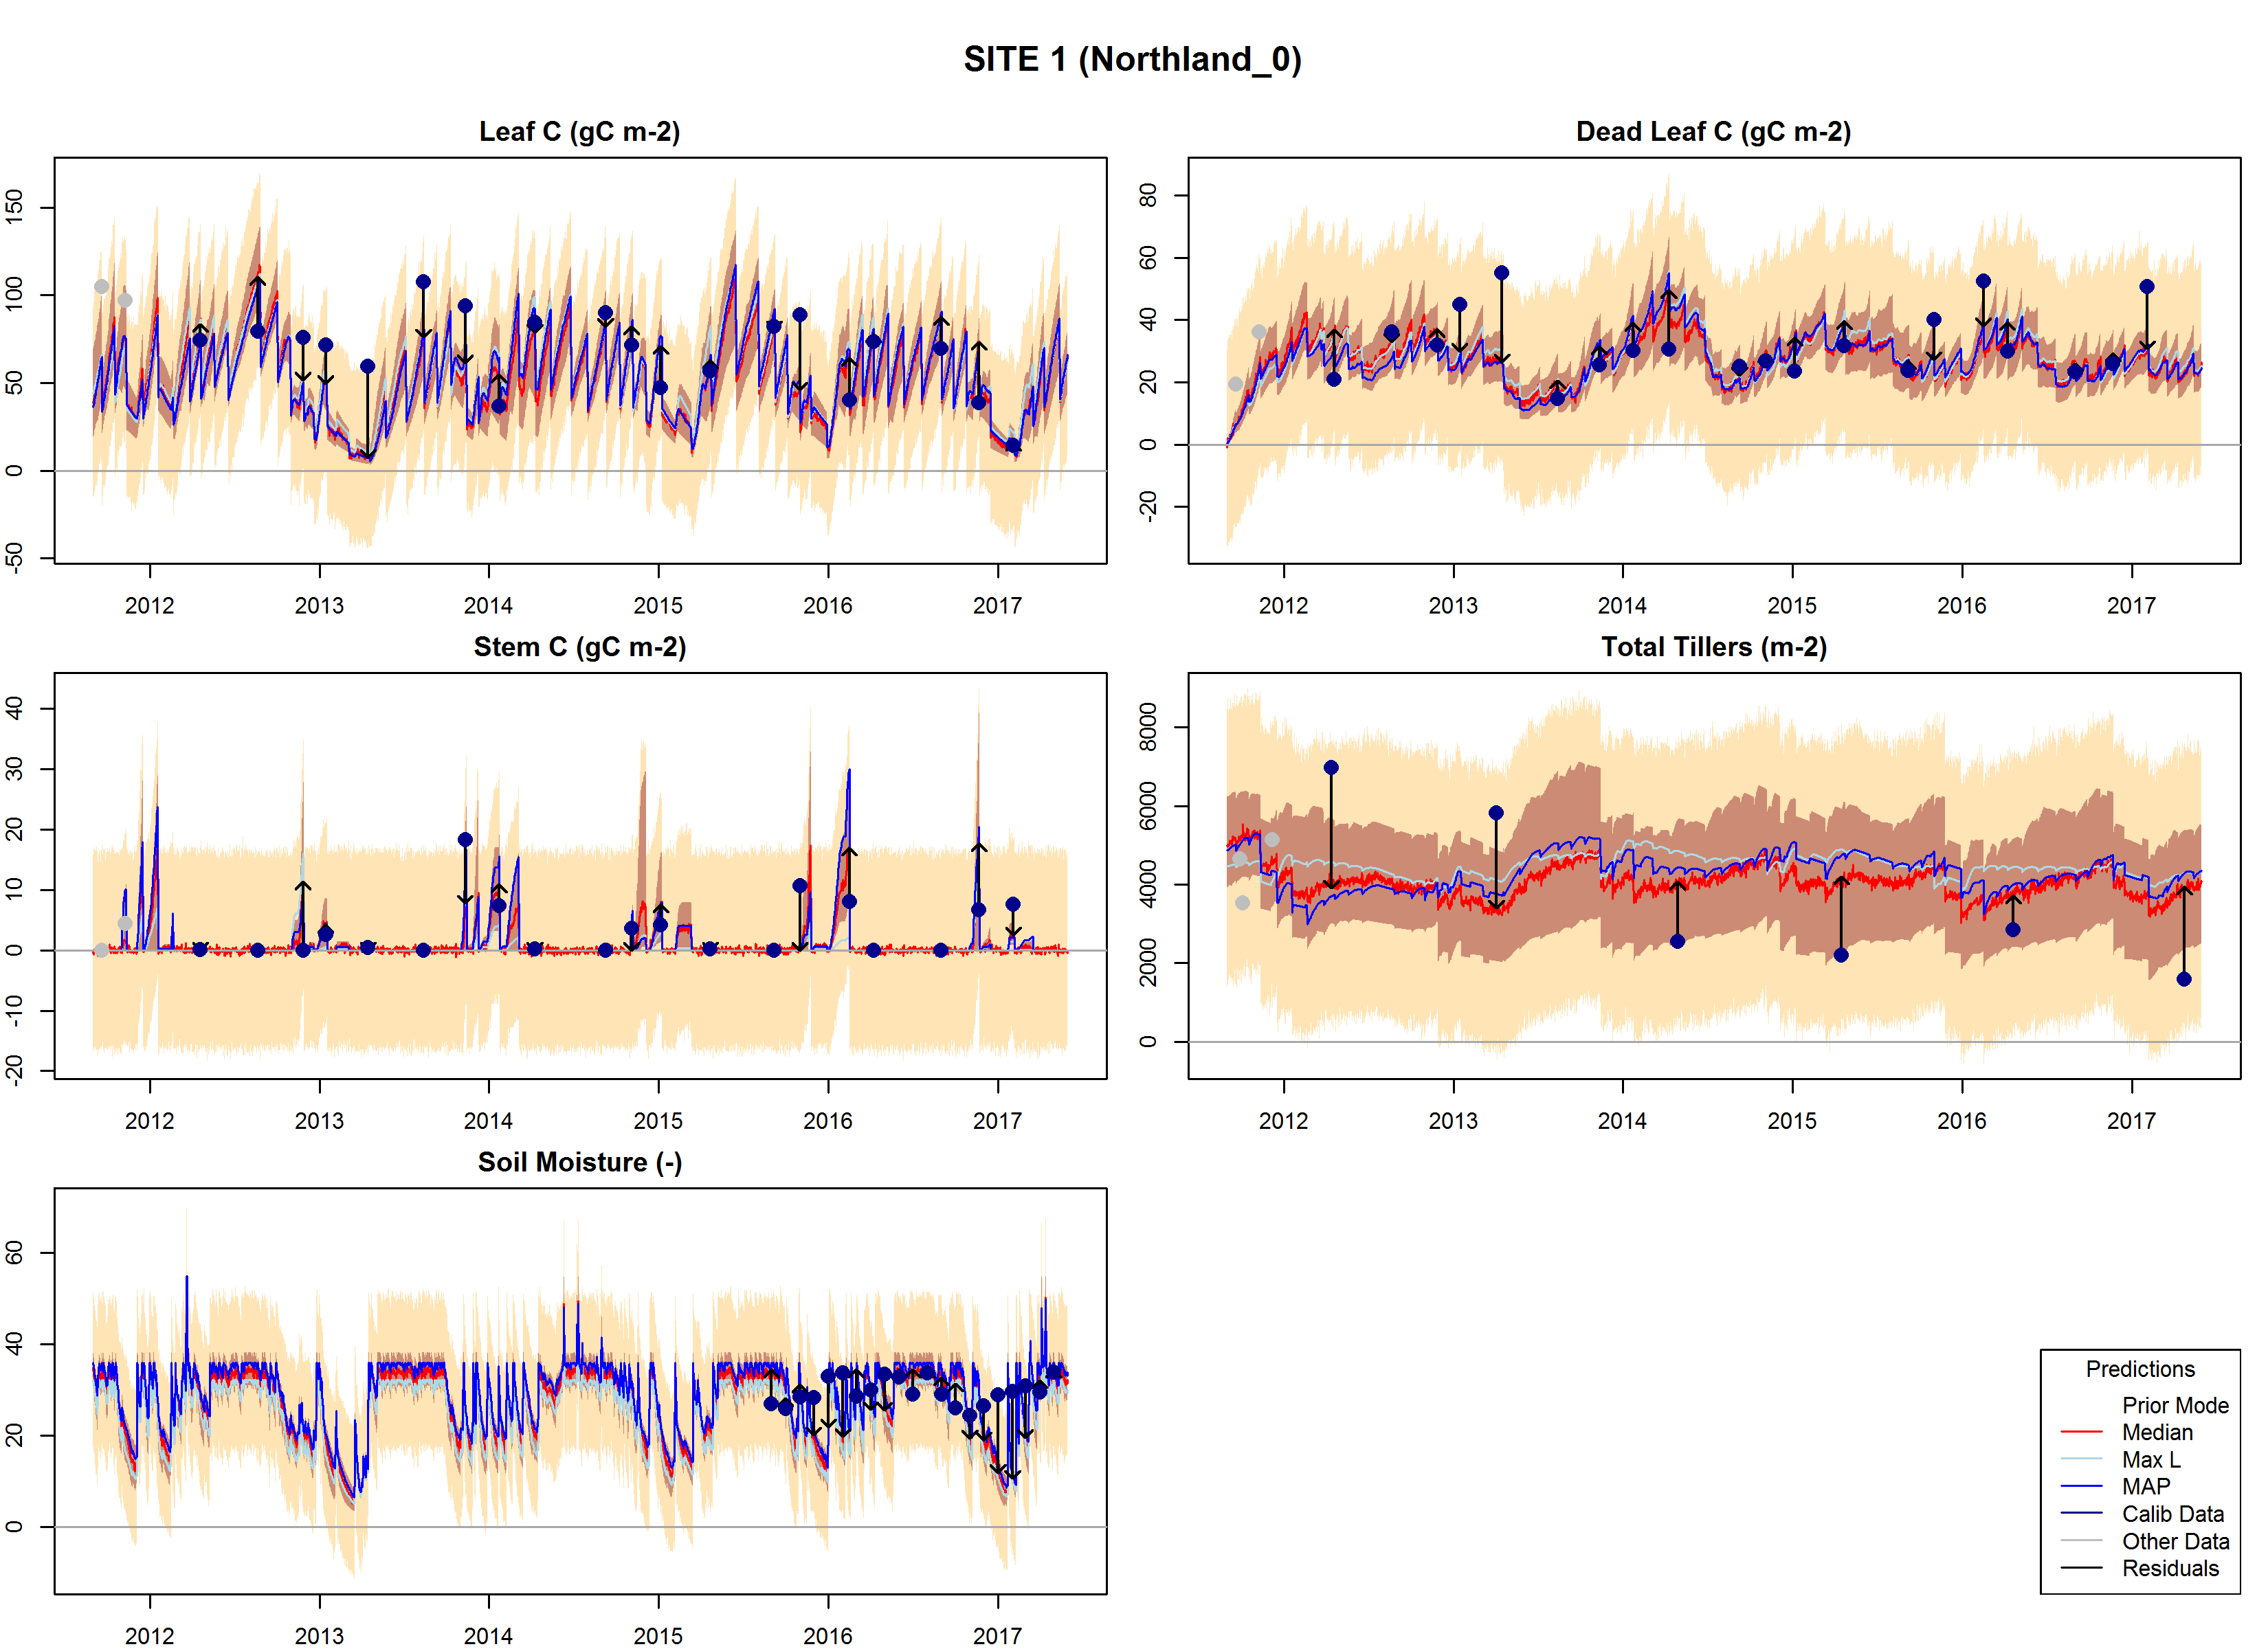 SITE 1 (Northland_0)
Leaf C (gC m-2)
150
100
50
0
-50
2012 2013 2014 2015 2016 2017
Dead Leaf C (gC m-2)
80
60
40
20
0
-20
2012 2013 2014 2015 2016 2017
Stem C (gC m-2)
40
30
20
10
0
-10
-20
2012 2013 2014 2015 2016 2017
Total Tillers (m-2)
8000
6000
4000
2000
0
2012 2013 2014 2015 2016 2017
Soil Moisture (-)
60
40
20
0
2012 2013 2014 2015 2016 2017
Predictions
Prior Mode
Median
Max L
MAP
Calib Data
Other Data
Residuals